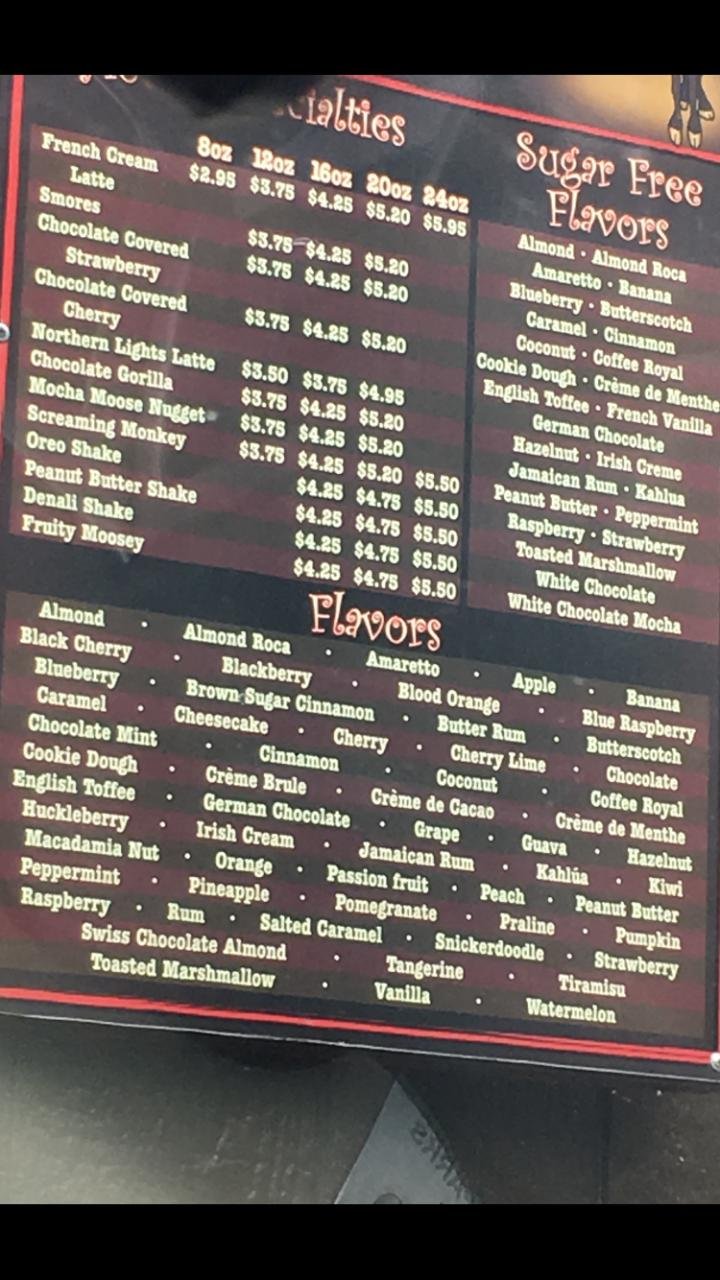 8oz 12oz 16oz 20oz 24oz
French Cream
Latte $2.95 $3.75 $4.25 $5.20 $5.95
Smores $3.75 $4.25 $5.20
Chocolate Covered
Strawberry $3.75 $4.25 $5.20
Chocolate Covered
Cherry $3.75 $4.25 $5.20
Northern Lights Latte $3.50 $3.75 $4.95
Chocolate Gorilla $3.75 $4.25 $5.20
Mocha Moose Nugget $3.75 $4.25 $5.20
Screaming Monkey $3.75 $4.25 $5.20 $5.50
Oreo Shake $4.25 $4.75 $5.50
Peanut Butter Shake $4.25 $4.75 $5.50
Denali Shake $4.25 $4.75 $5.50
Fruity Moosey $4.25 $4.75 $5.50
Sugar Free
Flavors
Almond • Almond Roca
Amaretto • Banana
Blueberry • Butterscotch
Caramel • Cinnamon
Coconut • Coffee Royal
Cookie Dough • Crème de Menthe
English Toffee • French Vanilla
German Chocolate
Hazelnut • Irish Creme
Jamaican Rum • Kahlua
Peanut Butter • Peppermint
Raspberry • Strawberry
Toasted Marshmallow
White Chocolate
White Chocolate Mocha
Flavors
Almond • Almond Roca • Amaretto • Apple • Banana
Black Cherry • Blackberry • Blood Orange • Blue Raspberry
Blueberry • Brown Sugar Cinnamon • Butter Rum • Butterscotch
Caramel • Cheesecake • Cherry • Cherry Lime • Chocolate
Chocolate Mint • Cinnamon • Coconut • Coffee Royal
Cookie Dough • Crème Brule • Crème de Cacao • Crème de Menthe
English Toffee • German Chocolate • Grape • Guava • Hazelnut
Huckleberry • Irish Cream • Jamaican Rum • Kahlúa • Kiwi
Macadamia Nut • Orange • Passion fruit • Peach • Peanut Butter
Peppermint • Pineapple • Pomegranate • Praline • Pumpkin
Raspberry • Rum • Salted Caramel • Snickerdoodle • Strawberry
Swiss Chocolate Almond • Tangerine • Tiramisu
Toasted Marshmallow • Vanilla • Watermelon